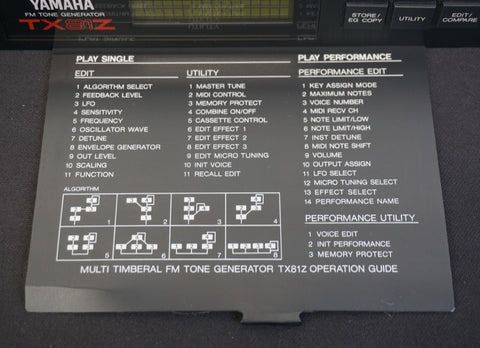 YAMAHA
FM TONE GENERATOR
TX81Z
STORE/
EG COPY
UTILITY
EDIT/
COMPARE
PLAY SINGLE
EDIT
1 ALGORITHM SELECT
2 FEEDBACK LEVEL
3 LFO
4 SENSITIVITY
5 FREQUENCY
6 OSCILLATOR WAVE
7 DETUNE
8 ENVELOPE GENERATOR
9 OUT LEVEL
10 SCALING
11 FUNCTION
UTILITY
1 MASTER TUNE
2 MIDI CONTROL
3 MEMORY PROTECT
4 COMBINE ON/OFF
5 CASSETTE CONTROL
6 EDIT EFFECT 1
7 EDIT EFFECT 2
8 EDIT EFFECT 3
9 EDIT MICRO TUNING
10 INIT VOICE
11 RECALL EDIT
PLAY PERFORMANCE
PERFORMANCE EDIT
1 KEY ASSIGN MODE
2 MAXIMUM NOTES
3 VOICE NUMBER
4 MIDI RECV CH
5 NOTE LIMIT/LOW
6 NOTE LIMIT/HIGH
7 INST DETUNE
8 MIDI NOTE SHIFT
9 VOLUME
10 OUTPUT ASSIGN
11 LFO SELECT
12 MICRO TUNING SELECT
13 EFFECT SELECT
14 PERFORMANCE NAME
PERFORMANCE UTILITY
1 VOICE EDIT
2 INIT PERFORMANCE
3 MEMORY PROTECT
ALGORITHM
1 2 3 4
5 6 7 8
MULTI TIMBERAL FM TONE GENERATOR TX81Z OPERATION GUIDE